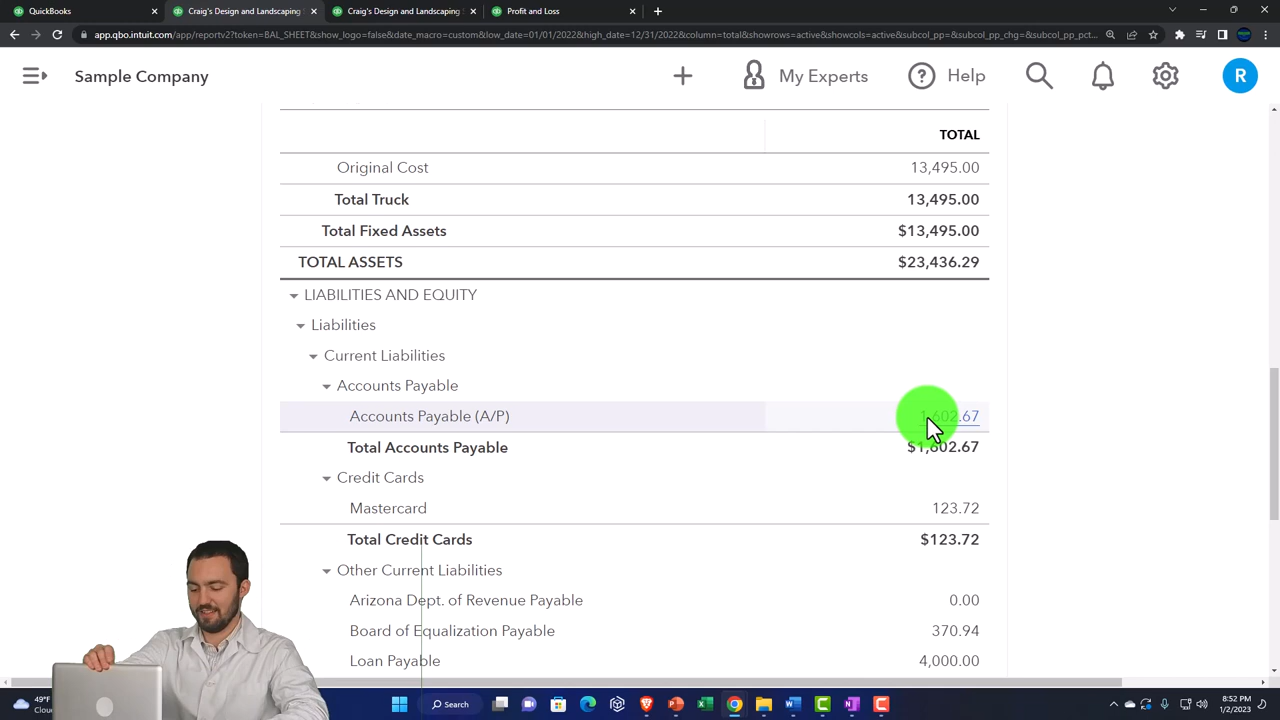 QuickBooks
Craig's Design and Landscaping
Craig's Design and Landscaping
Profit and Loss
app.qbo.intuit.com/app/reportv2?token=BAL_SHEET&show_logo=false&date_macro=custom&low_date=01/01/2022&high_date=12/31/2022&column=total&showrows=active&showcols=active&subcol_pp=&subcol_pp_chg=&subcol_pp_pct...
Sample Company
My Experts
Help
R
TOTAL
Original Cost 13,495.00
Total Truck 13,495.00
Total Fixed Assets $13,495.00
TOTAL ASSETS $23,436.29
LIABILITIES AND EQUITY
Liabilities
Current Liabilities
Accounts Payable
Accounts Payable (A/P) 1,602.67
Total Accounts Payable $1,602.67
Credit Cards
Mastercard 123.72
Total Credit Cards $123.72
Other Current Liabilities
Arizona Dept. of Revenue Payable 0.00
Board of Equalization Payable 370.94
Loan Payable 4,000.00
49°F
Cloudy
Search
8:52 PM
1/2/2023